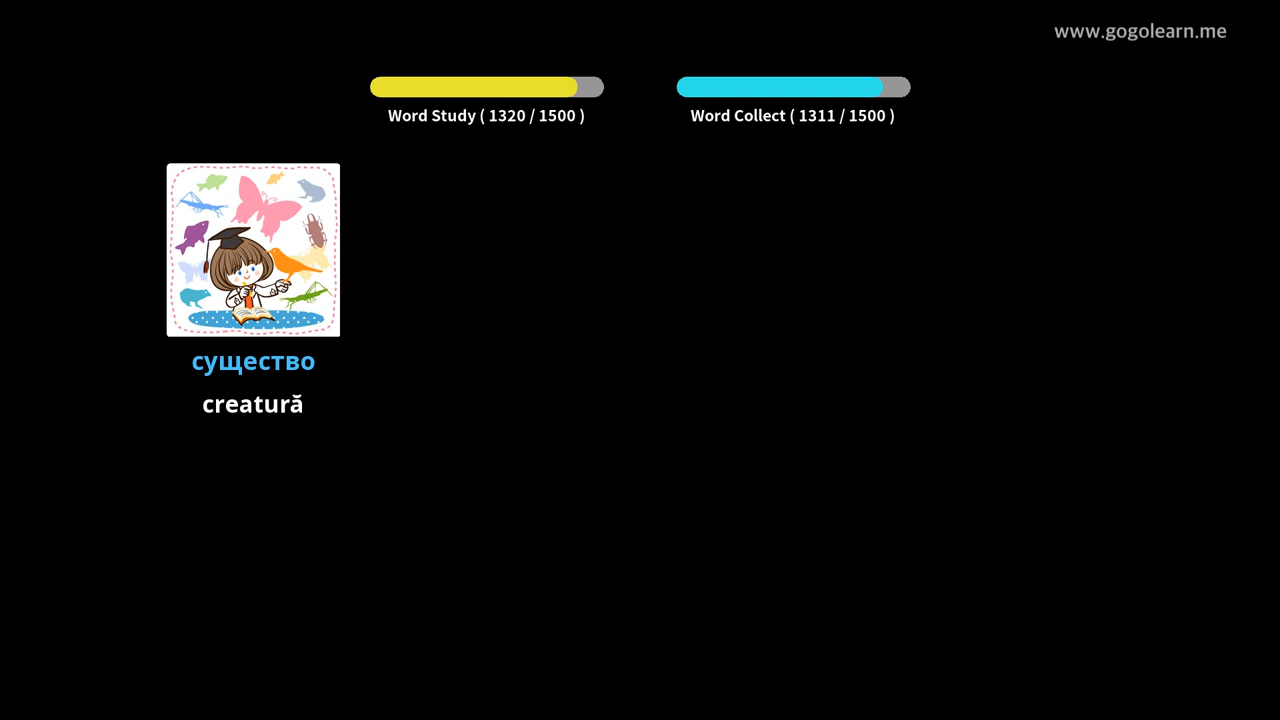 www.gogolearn.me
Word Study ( 1320 / 1500 )
Word Collect ( 1311 / 1500 )
существо
creatură